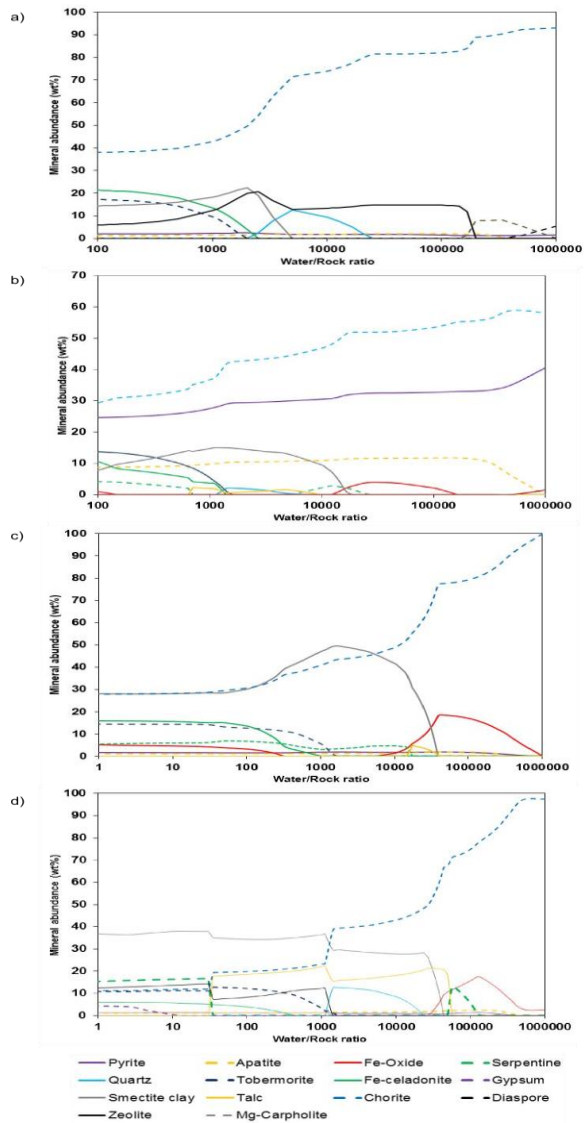 a)
Mineral abundance (wt%)
100
90
80
70
60
50
40
30
20
10
0
100 1000 10000 100000 1000000
Water/Rock ratio
b)
Mineral abundance (wt%)
70
60
50
40
30
20
10
0
100 1000 10000 100000 1000000
Water/Rock ratio
c)
Mineral abundance (wt%)
100
90
80
70
60
50
40
30
20
10
0
1 10 100 1000 10000 100000 1000000
Water/Rock ratio
d)
Mineral abundance (wt%)
100
90
80
70
60
50
40
30
20
10
0
1 10 100 1000 10000 100000 1000000
Water/Rock ratio
Pyrite Apatite Fe-Oxide Serpentine
Quartz Tobermorite Fe-celadonite Gypsum
Smectite clay Talc Chorite Diaspore
Zeolite Mg-Carpholite